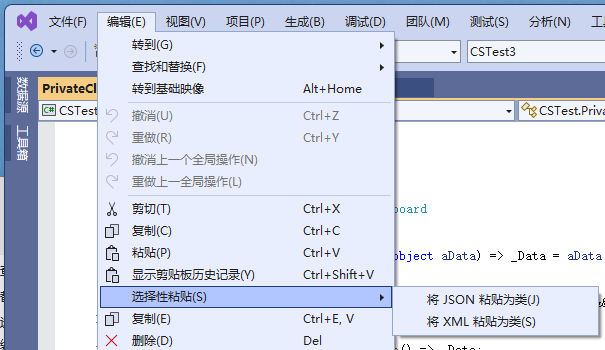 文件(F) 编辑(E) 视图(V) 项目(P) 生成(B) 调试(D) 团队(M) 测试(S) 分析(N)
CSTest3
数据源
工具箱
PrivateCl
C# CSTest
CSTest.Priva
转到(G)
查找和替换(F)
转到基础映像 Alt+Home
撤消(U) Ctrl+Z
重做(R) Ctrl+Y
撤消上一个全局操作(N)
重做上一全局操作(L)
剪切(T) Ctrl+X
board
复制(C) Ctrl+C
粘贴(P) Ctrl+V
object aData) => _Data = aData
显示剪贴板历史记录(Y) Ctrl+Shift+V
选择性粘贴(S)
将 JSON 粘贴为类(J)
复制(E) Ctrl+E, V
将 XML 粘贴为类(S)
删除(D) Del
() => _Data;